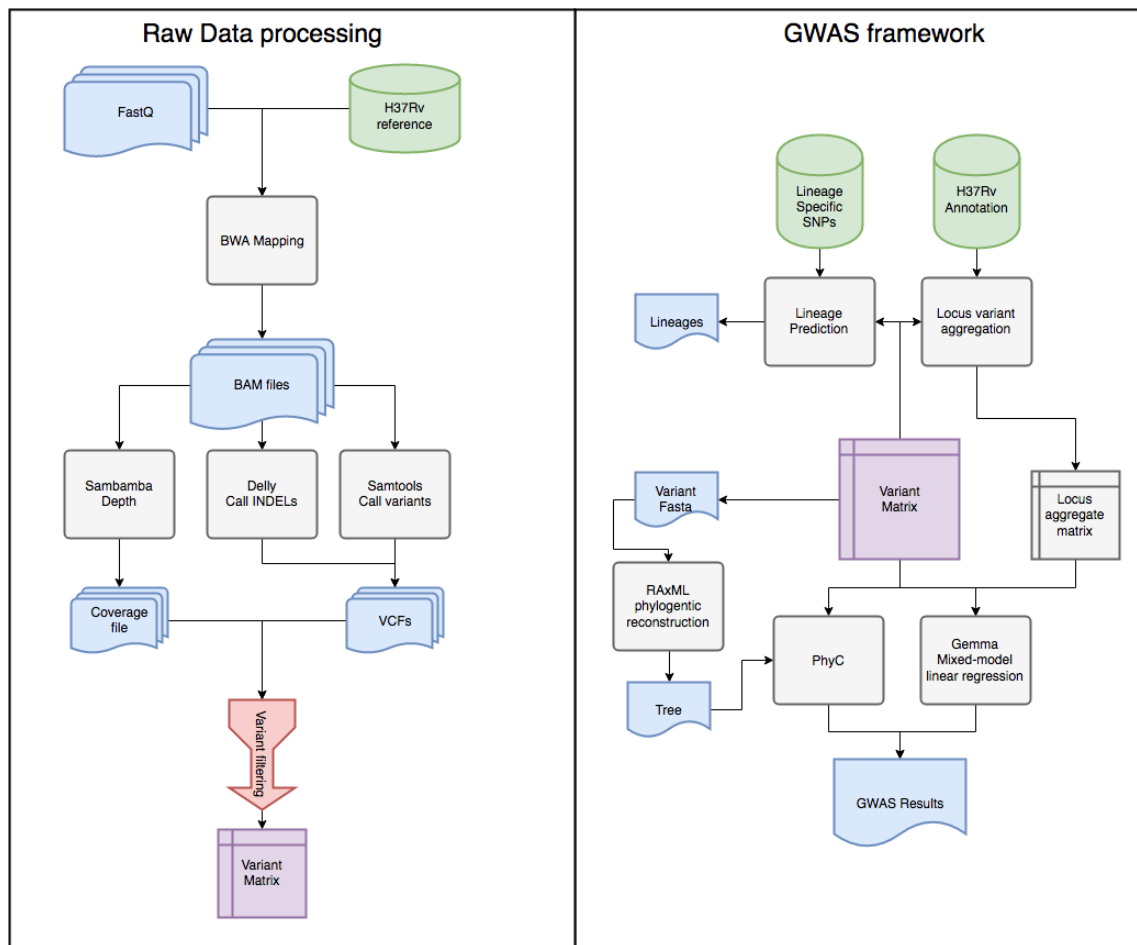 Raw Data processing
FastQ
H37Rv
reference
BWA Mapping
BAM files
Sambamba
Depth
Delly
Call INDELs
Samtools
Call variants
Coverage
file
VCFs
Variant filtering
Variant
Matrix
GWAS framework
Lineage
Specific
SNPs
H37Rv
Annotation
Lineages
Lineage
Prediction
Locus variant
aggregation
Variant
Fasta
Variant
Matrix
Locus
aggregate
matrix
RAxML
phylogentic
reconstruction
PhyC
Gemma
Mixed-model
linear regression
Tree
GWAS Results